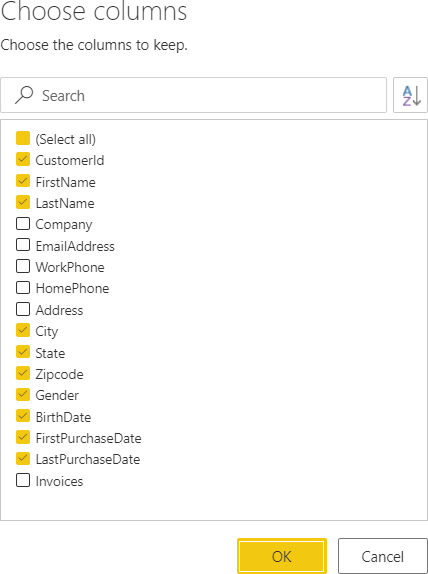 Choose columns
Choose the columns to keep.
Search
A
Z
(Select all)
CustomerId
FirstName
LastName
Company
EmailAddress
WorkPhone
HomePhone
Address
City
State
Zipcode
Gender
BirthDate
FirstPurchaseDate
LastPurchaseDate
Invoices
OK Cancel